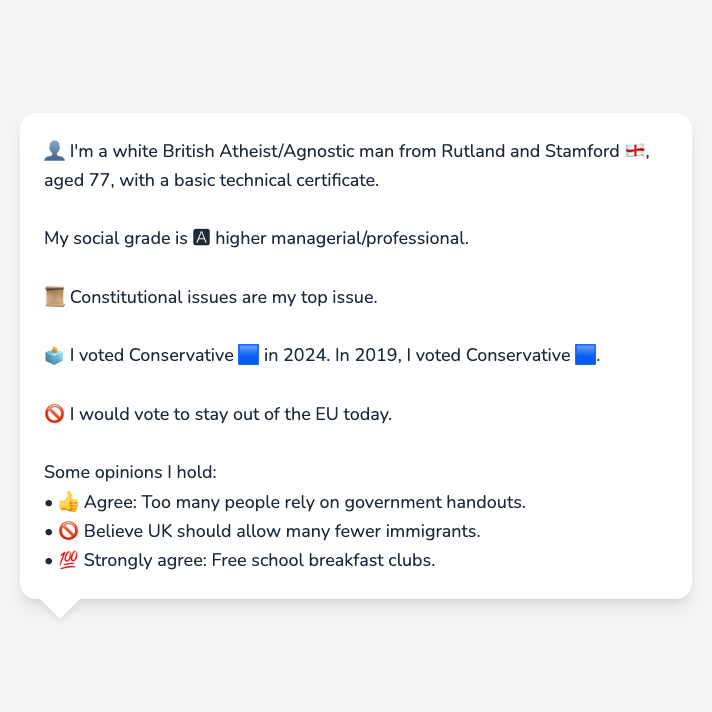 👤 I'm a white British Atheist/Agnostic man from Rutland and Stamford 🏴󠁧󠁢󠁥󠁮󠁧󠁿,
aged 77, with a basic technical certificate.
My social grade is 🅰 higher managerial/professional.
📜 Constitutional issues are my top issue.
🗳️ I voted Conservative 🟦 in 2024. In 2019, I voted Conservative 🟦.
🚫 I would vote to stay out of the EU today.
Some opinions I hold:
• 👍 Agree: Too many people rely on government handouts.
• 🚫 Believe UK should allow many fewer immigrants.
• 💯 Strongly agree: Free school breakfast clubs.